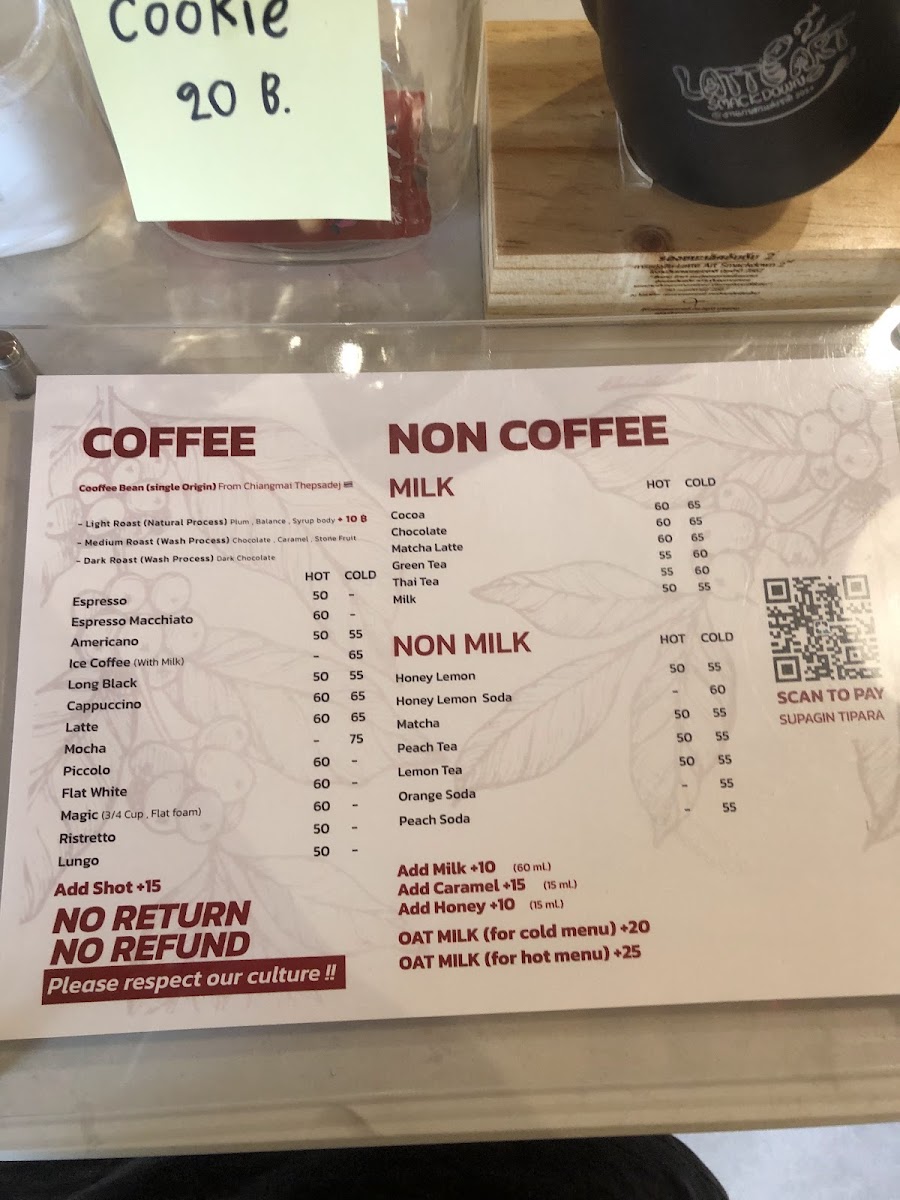 Cookie
20 B.
LATTE ART 2
SMACKDOWN
COFFEE
Cooffee Bean (single Origin) From Chiangmai Thepsadej
- Light Roast (Natural Process) Plum , Balance , Syrup body + 10 ฿
- Medium Roast (Wash Process) Chocolate , Caramel , Stone Fruit
- Dark Roast (Wash Process) Dark Chocolate
HOT COLD
Espresso 50 -
Espresso Macchiato 60 -
Americano 50 55
Ice Coffee (With Milk) - 65
Long Black 50 55
Cappuccino 60 65
Latte 60 65
Mocha - 75
Piccolo 60 -
Flat White 60 -
Magic (3/4 Cup , Flat foam) 60 -
Ristretto 50 -
Lungo 50 -
Add Shot +15
NO RETURN
NO REFUND
Please respect our culture !!
NON COFFEE
MILK HOT COLD
Cocoa 60 65
Chocolate 60 65
Matcha Latte 60 65
Green Tea 55 60
Thai Tea 55 60
Milk 50 55
NON MILK HOT COLD
Honey Lemon 50 55
Honey Lemon Soda - 60
Matcha 50 55
Peach Tea 50 55
Lemon Tea 50 55
Orange Soda - 55
Peach Soda - 55
Add Milk +10 (60 ml.)
Add Caramel +15 (15 ml.)
Add Honey +10 (15 ml.)
OAT MILK (for cold menu) +20
OAT MILK (for hot menu) +25
SCAN TO PAY
SUPAGIN TIPARA